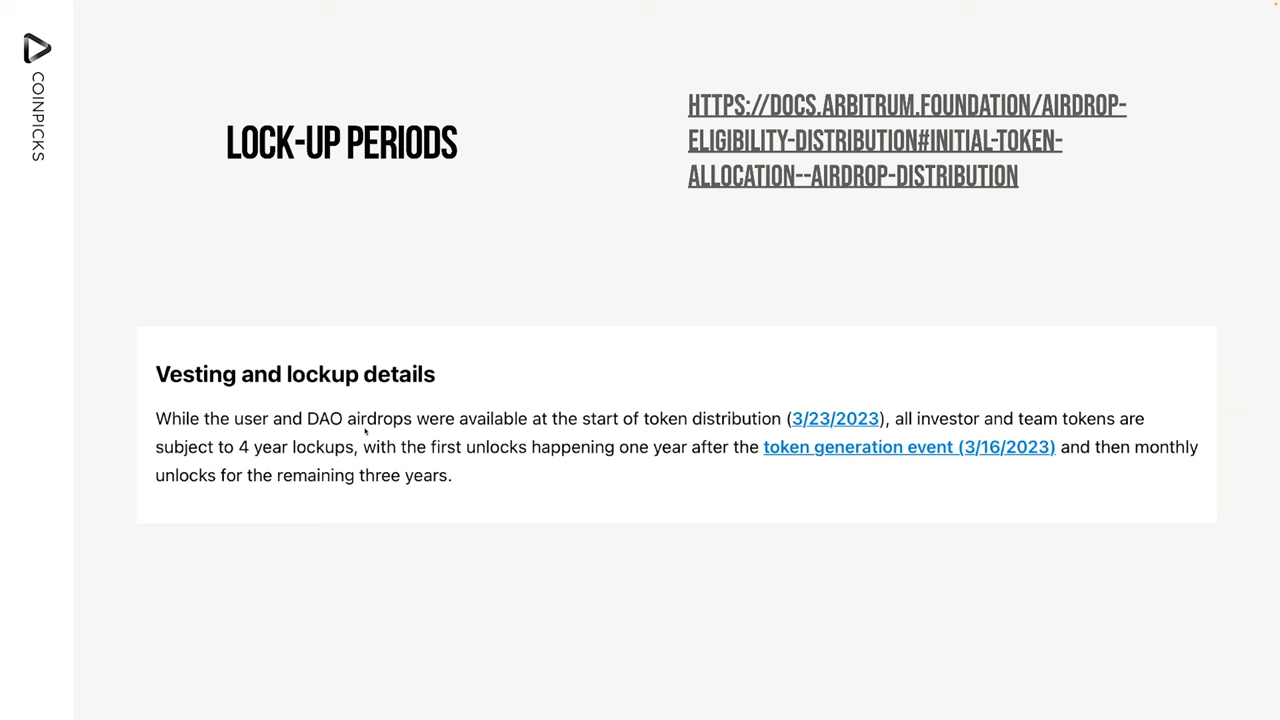 COINPICKS
LOCK-UP PERIODS
HTTPS://DOCS.ARBITRUM.FOUNDATION/AIRDROP-
ELIGIBILITY-DISTRIBUTION#INITIAL-TOKEN-
ALLOCATION--AIRDROP-DISTRIBUTION
Vesting and lockup details
While the user and DAO airdrops were available at the start of token distribution (3/23/2023), all investor and team tokens are
subject to 4 year lockups, with the first unlocks happening one year after the token generation event (3/16/2023) and then monthly
unlocks for the remaining three years.